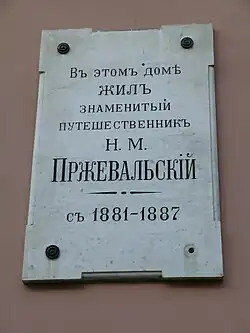 Въ этомъ домѣ
ЖИЛЪ
ЗНАМЕНИТЫЙ
ПУТЕШЕСТВЕННИКЪ
Н. М.
ПРЖЕВАЛЬСКІЙ
съ 1881-1887